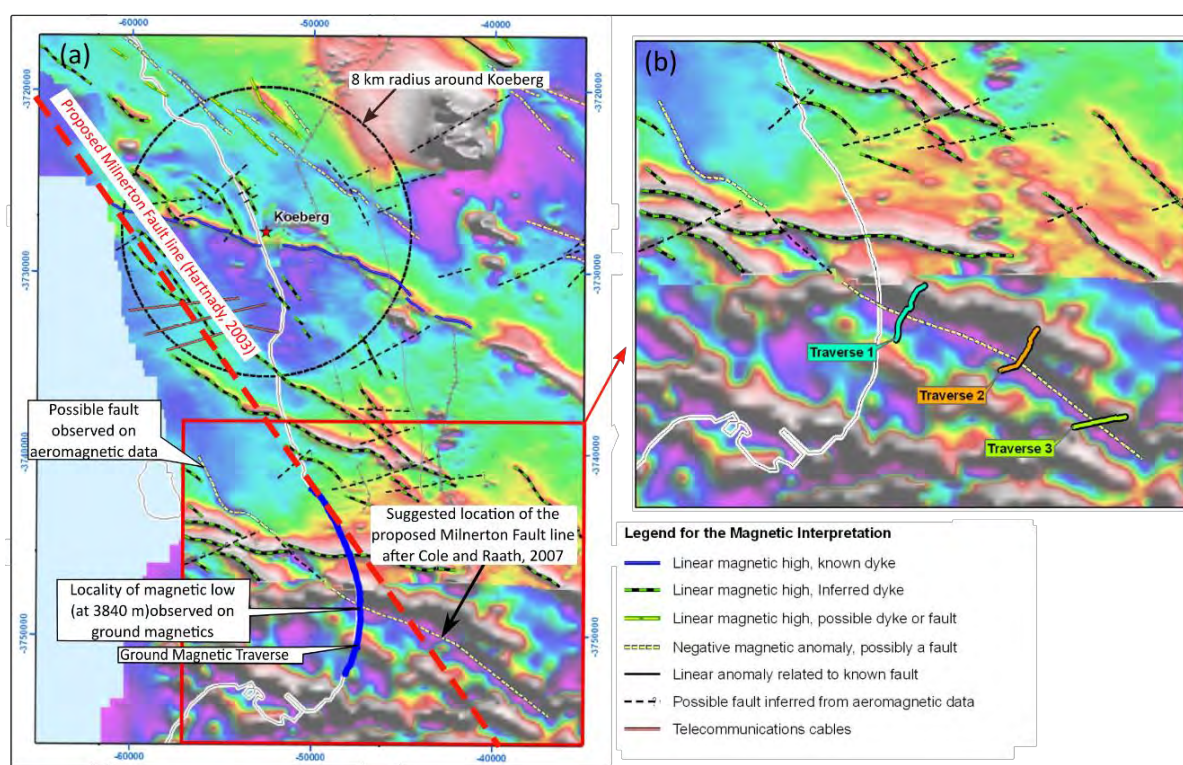 -60000
-50000
-40000
(a)
8 km radius around Koeberg
-3720000
-3720000
Proposed Milnerton Fault line (Hartnady, 2003)
Koeberg
-3730000
-3730000
Possible fault
observed on
aeromagnetic data
-3740000
-3740000
Suggested location of the
proposed Milnerton Fault line
after Cole and Raath, 2007
Locality of magnetic low
(at 3840 m)observed on
ground magnetics
Ground Magnetic Traverse
-3750000
-3750000
-60000
-50000
-40000
(b)
Traverse 1
Traverse 2
Traverse 3
Legend for the Magnetic Interpretation
Linear magnetic high, known dyke
Linear magnetic high, Inferred dyke
Linear magnetic high, possible dyke or fault
Negative magnetic anomaly, possibly a fault
Linear anomaly related to known fault
Possible fault inferred from aeromagnetic data
Telecommunications cables